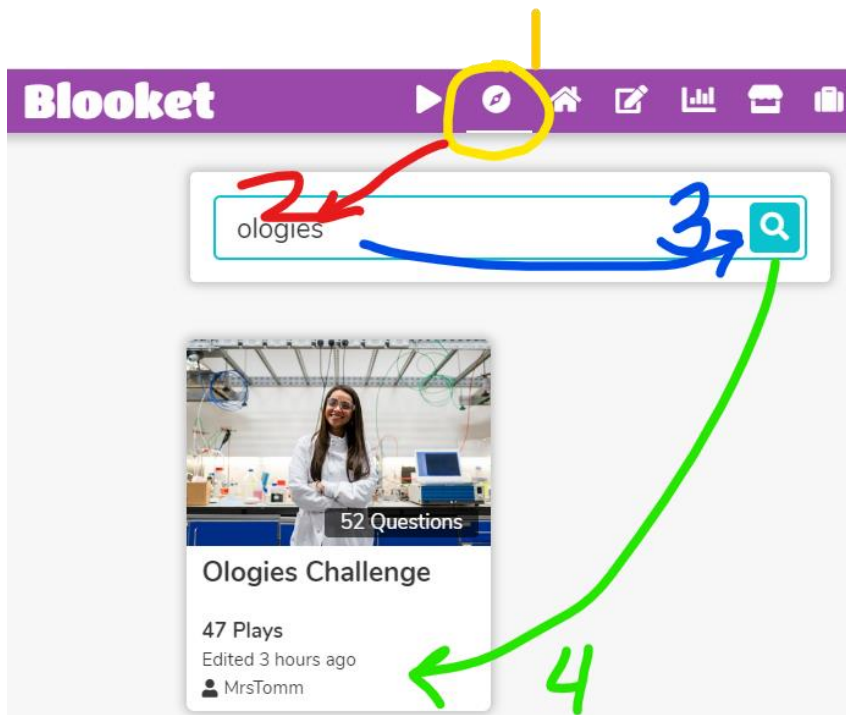 1
Blooket
2
ologies
3
52 Questions
Ologies Challenge
47 Plays
Edited 3 hours ago
MrsTomm
4